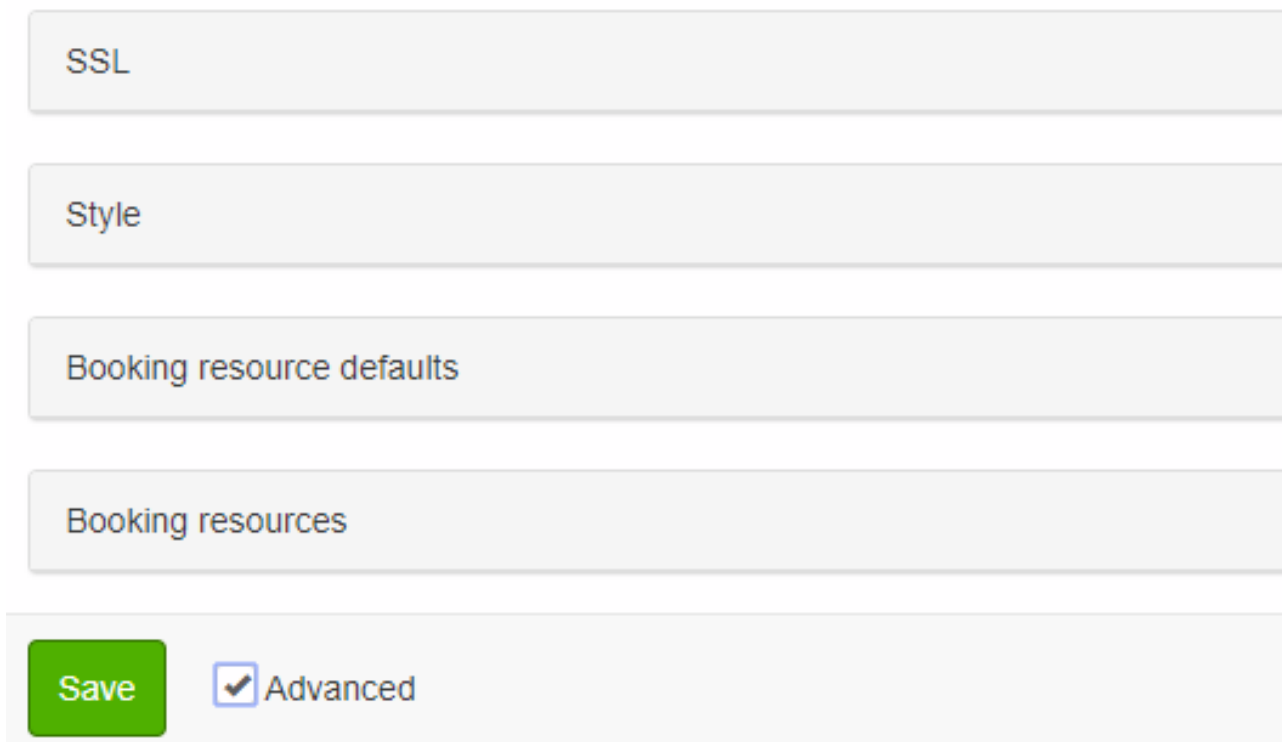 SSL
Style
Booking resource defaults
Booking resources
Save Advanced